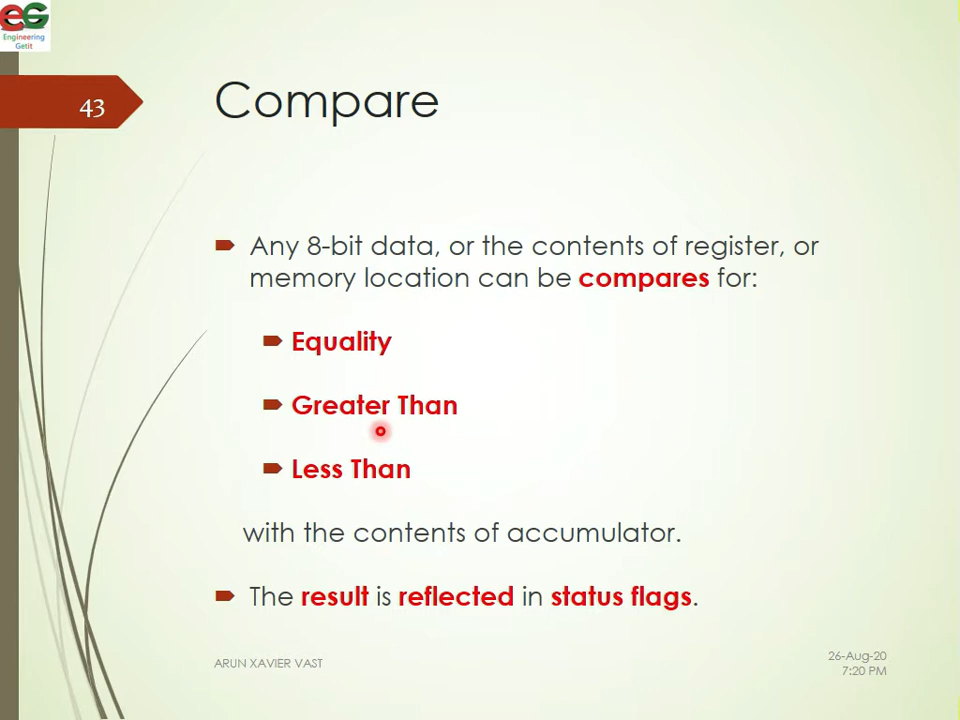 EG
Engineering
Getit
43
Compare
Any 8-bit data, or the contents of register, or
memory location can be compares for:
Equality
Greater Than
Less Than
with the contents of accumulator.
The result is reflected in status flags.
ARUN XAVIER VAST
26-Aug-20
7:20 PM